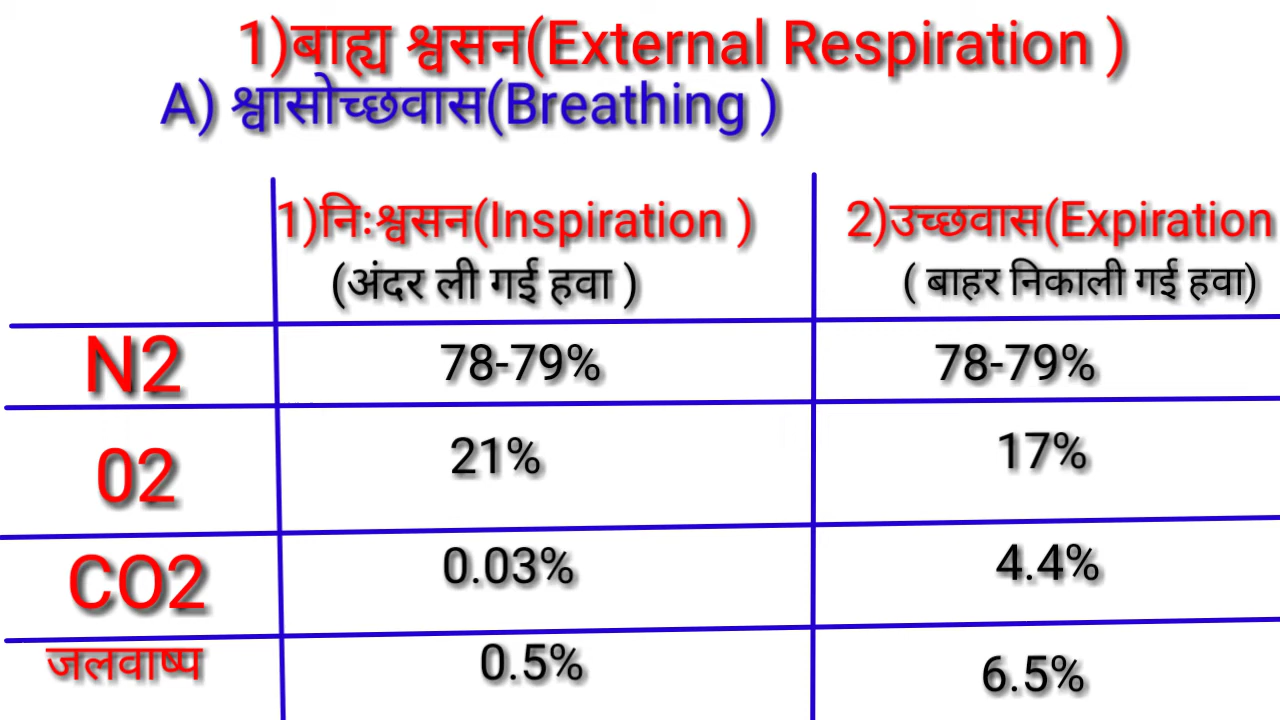 1)बाह्य श्वसन(External Respiration )
A) श्वासोच्छवास(Breathing )
1)निःश्वसन(Inspiration ) 2)उच्छवास(Expiration
(अंदर ली गई हवा ) ( बाहर निकाली गई हवा)
N2 78-79% 78-79%
02 21% 17%
CO2 0.03% 4.4%
जलवाष्प 0.5% 6.5%